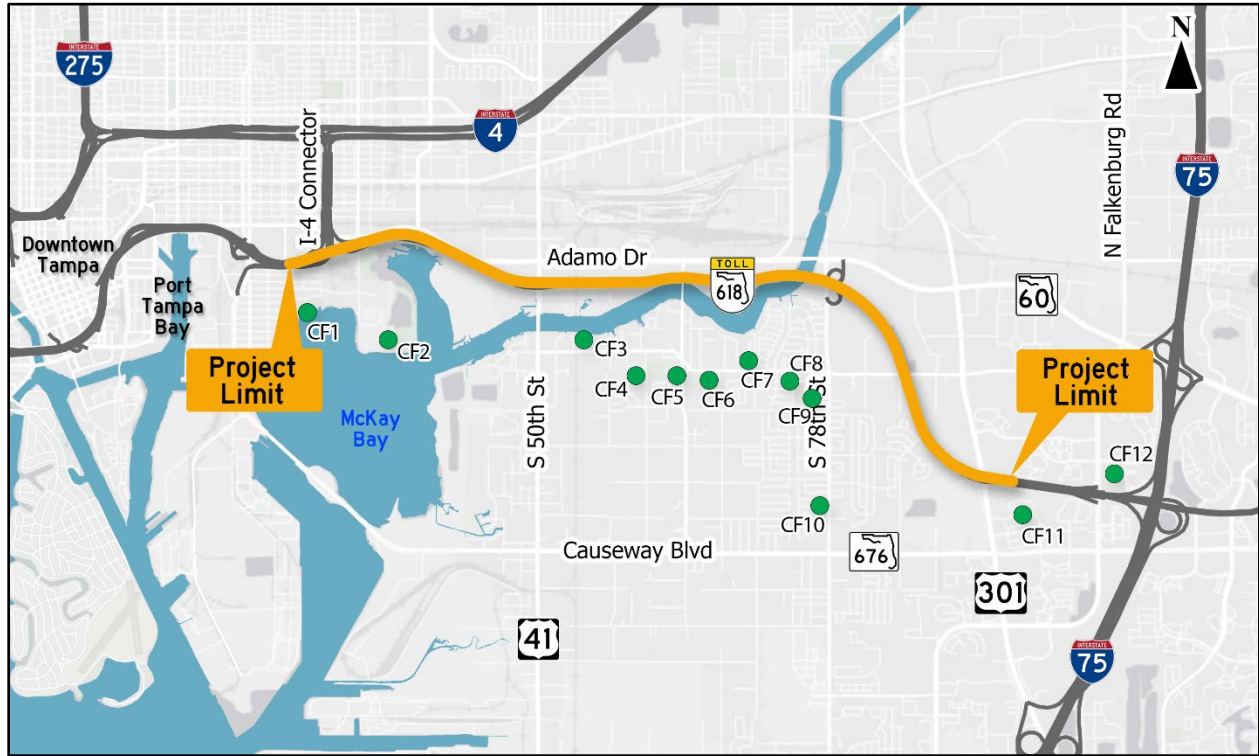 INTERSTATE
275
I-4 Connector
INTERSTATE
4
N Falkenburg Rd
N
INTERSTATE
75
Downtown
Tampa
Port
Tampa
Bay
Adamo Dr
TOLL
618
60
CF1
CF2
CF3
CF4
CF5
CF6
CF7
CF8
CF9
CF10
CF11
CF12
Project
Limit
Project
Limit
McKay
Bay
S 50th St
S 78th St
Causeway Blvd
676
301
41
INTERSTATE
75